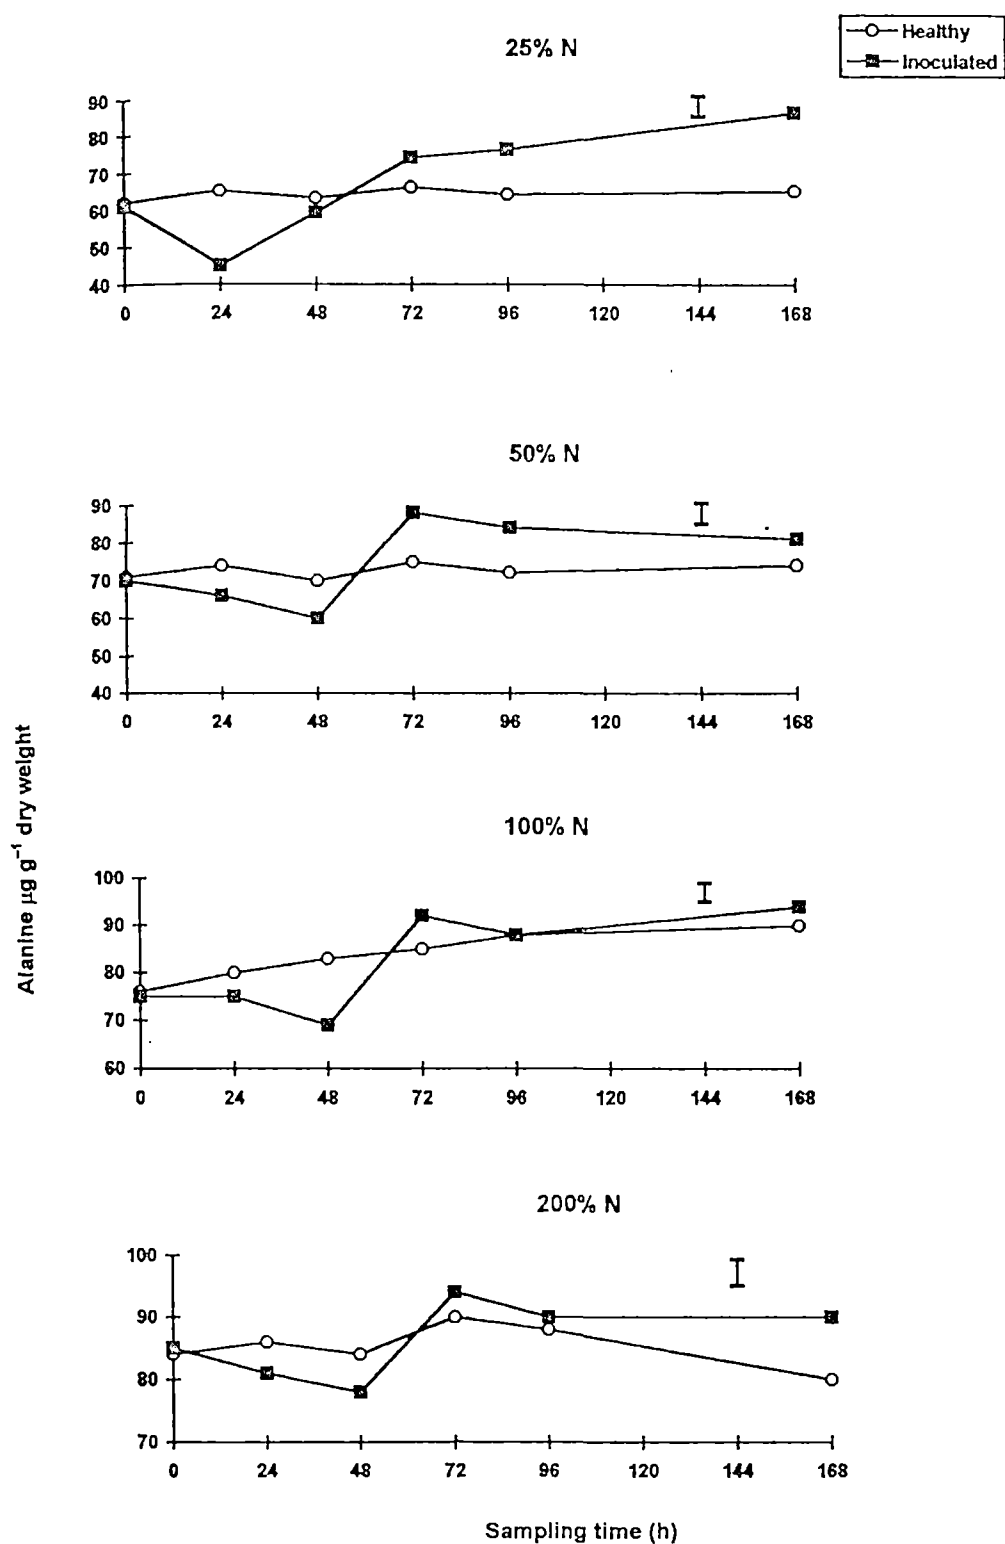 Healthy
Inoculated
25% N
90
80
70
60
50
40
0 24 48 72 96 120 144 168
50% N
90
80
70
60
50
40
0 24 48 72 96 120 144 168
Alanine µg g⁻¹ dry weight
100% N
100
90
80
70
60
0 24 48 72 96 120 144 168
200% N
100
90
80
70
0 24 48 72 96 120 144 168
Sampling time (h)